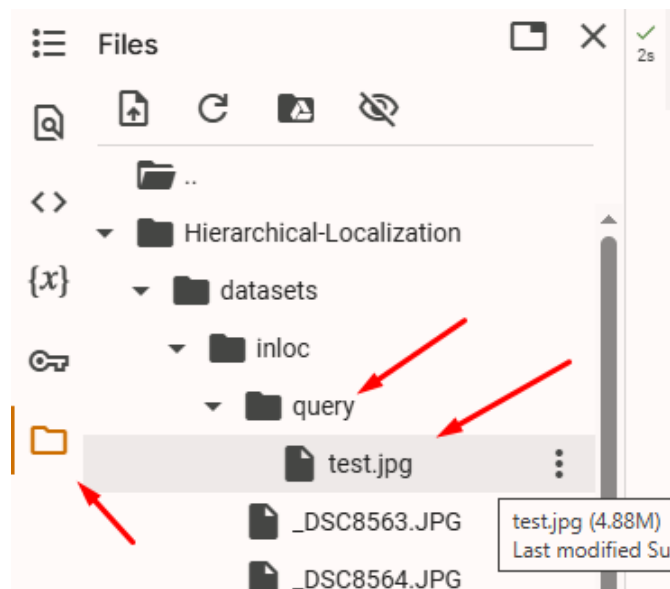 Files
2s
..
<>
Hierarchical-Localization
{x}
datasets
inloc
query
test.jpg
_DSC8563.JPG
test.jpg (4.88M)
Last modified Su
_DSC8564.JPG